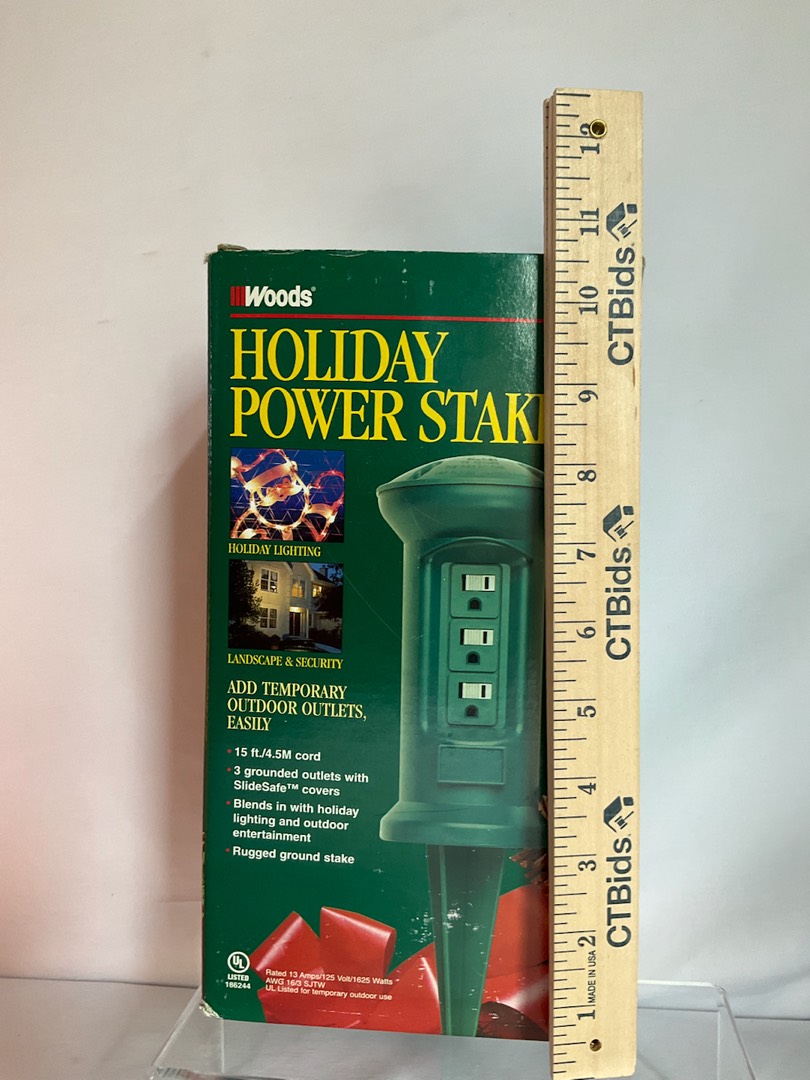 Woods®
HOLIDAY
POWER STAK
HOLIDAY LIGHTING
LANDSCAPE & SECURITY
ADD TEMPORARY
OUTDOOR OUTLETS,
EASILY
• 15 ft./4.5M cord
• 3 grounded outlets with
SlideSafe™ covers
• Blends in with holiday
lighting and outdoor
entertainment
• Rugged ground stake
UL
LISTED
186244
Rated 13 Amps/125 Volt/1625 Watts
AWG 16/3 SJTW
UL Listed for temporary outdoor use
12
11
10
9
8
7
6
5
4
3
2
1
MADE IN USA
CTBids.
CTBids.
CTBids.